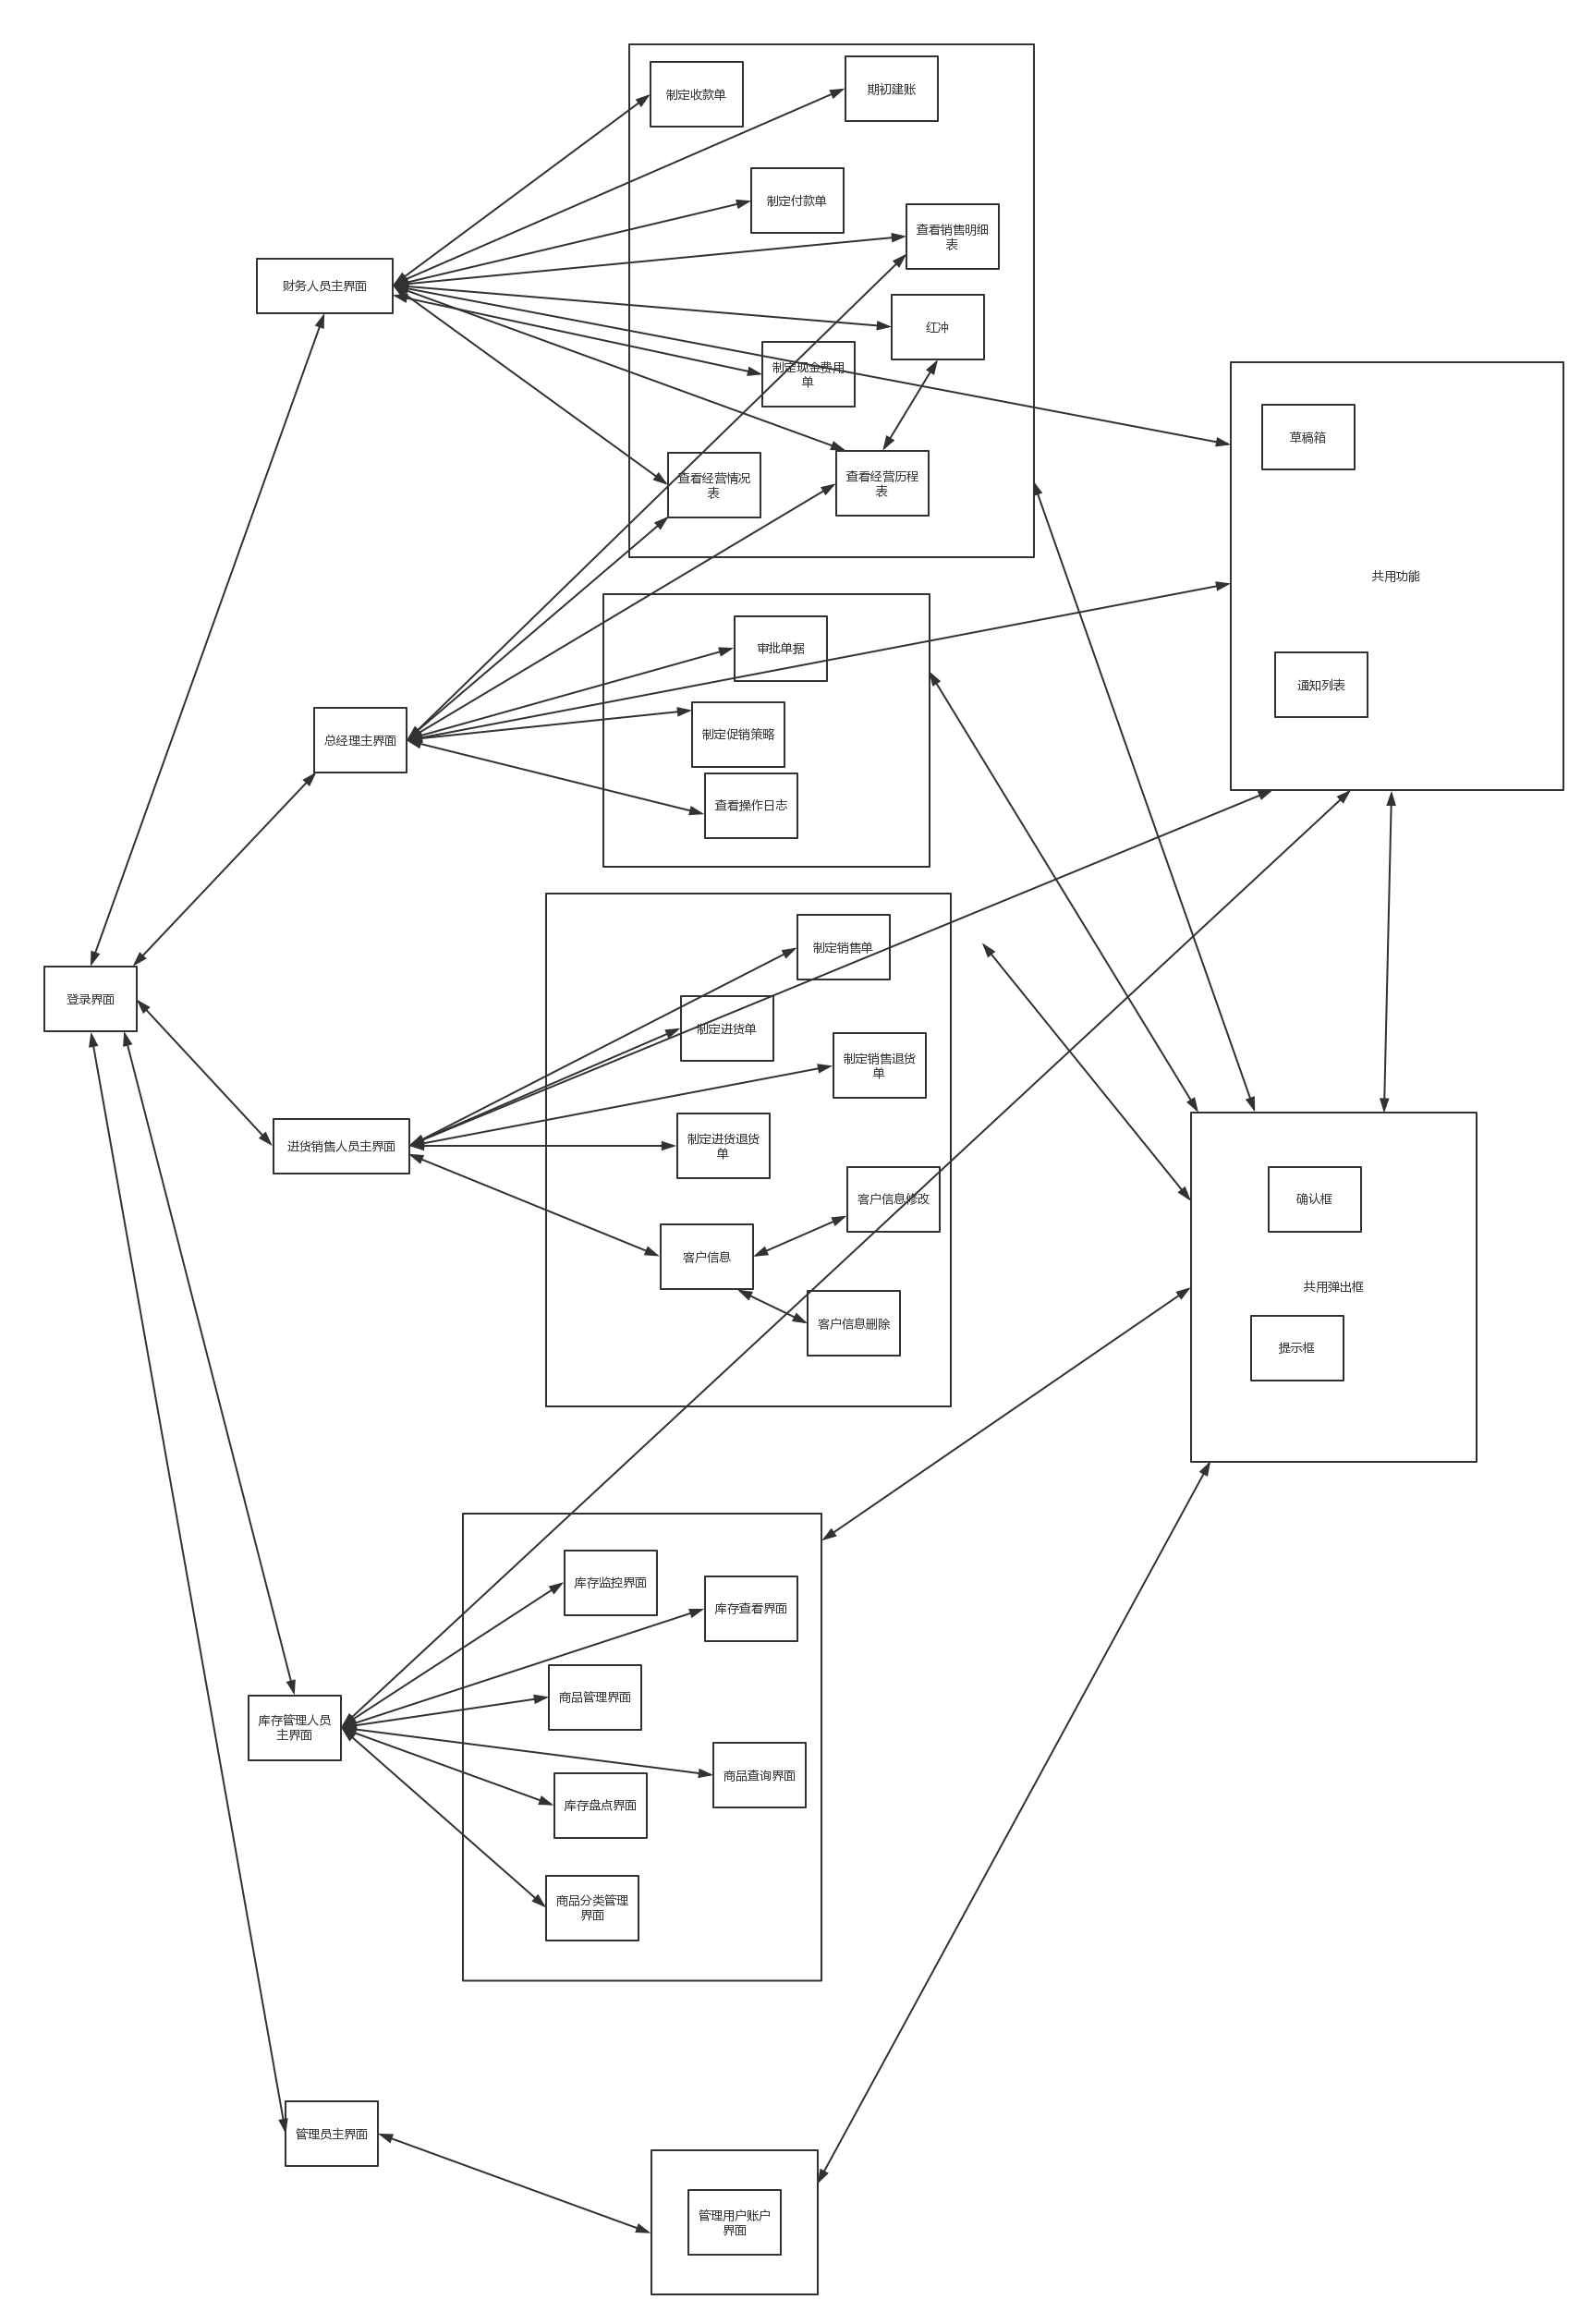 制定收款单
期初建账
制定付款单
查看销售明细
表
财务人员主界面
红冲
制定现金费用
单
草稿箱
查看经营情况
表
查看经营历程
表
共用功能
审批单据
通知列表
制定促销策略
总经理主界面
查看操作日志
制定销售单
登录界面
制定进货单
制定销售退货
单
进货销售人员主界面
制定进货退货
单
客户信息修改
确认框
客户信息
共用弹出框
客户信息删除
提示框
库存监控界面
库存查看界面
商品管理界面
库存管理人员
主界面
商品查询界面
库存盘点界面
商品分类管理
界面
管理员主界面
管理用户账户
界面